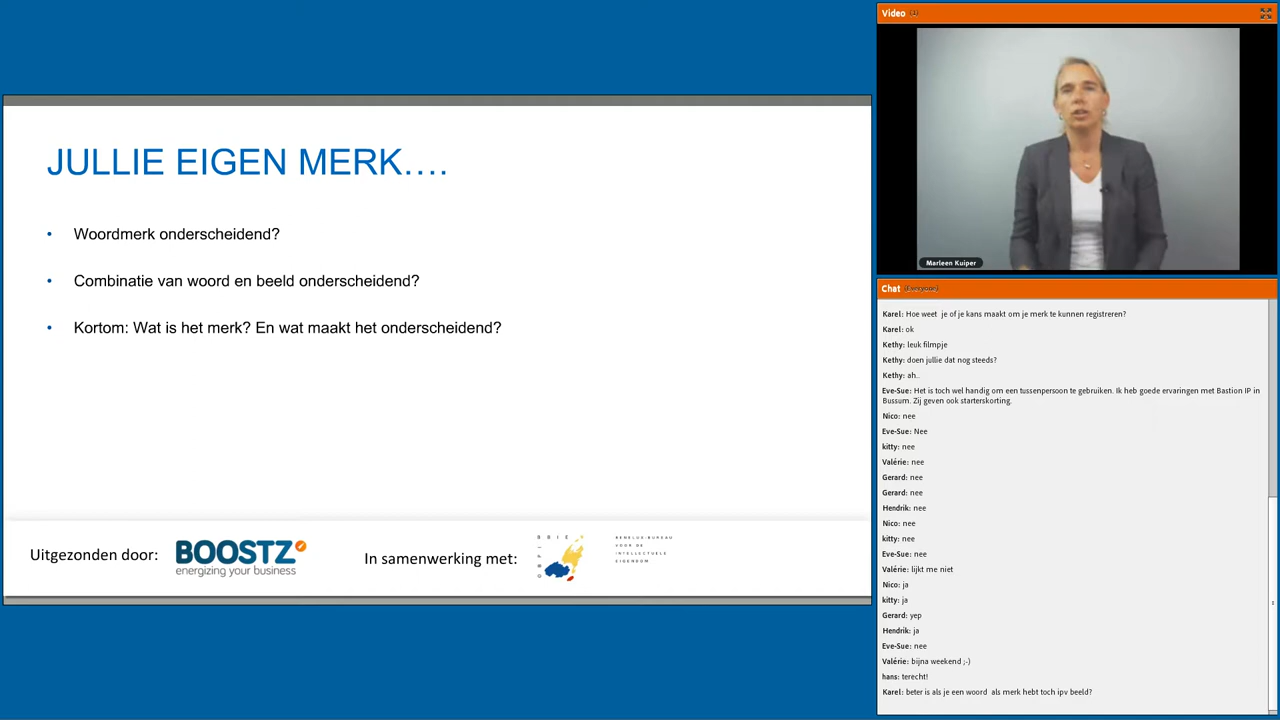 JULLIE EIGEN MERK….
• Woordmerk onderscheidend?
• Combinatie van woord en beeld onderscheidend?
• Kortom: Wat is het merk? En wat maakt het onderscheidend?
Uitgezonden door:
BOOSTZ
energizing your business
In samenwerking met:
BENELUX-BUREAU
VOOR DE
INTELLECTUELE
EIGENDOM
Video
Marleen Kuiper
Chat (Everyone)
Karel: Hoe weet je of je kans maakt om je merk te kunnen registreren?
Karel: ok
Kethy: leuk filmpje
Kethy: doen jullie dat nog steeds?
Kethy: ah..
Eve-Sue: Het is toch wel handig om een tussenpersoon te gebruiken. Ik heb goede ervaringen met Bastion IP in
Bussum. Zij geven ook starterskorting.
Nico: nee
Eve-Sue: Nee
kitty: nee
Valérie: nee
Gerard: nee
Gerard: nee
Hendrik: nee
Nico: nee
kitty: nee
Eve-Sue: nee
Valérie: lijkt me niet
Nico: ja
kitty: ja
Gerard: yep
Hendrik: ja
Eve-Sue: nee
Valérie: bijna weekend ;-)
hans: terecht!
Karel: beter is als je een woord als merk hebt toch ipv beeld?